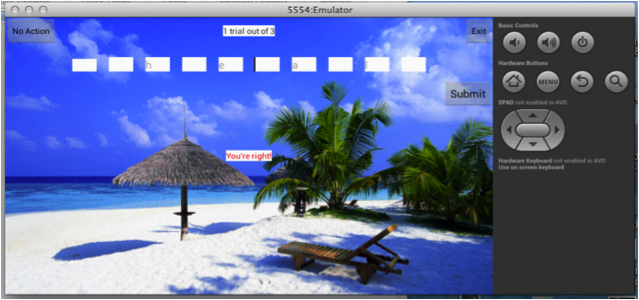 5554:Emulator
No Action
1 trial out of 3
Exit
h e a l
Submit
You're right!
Basic Controls
Hardware Buttons
MENU
DPAD not enabled in AVD
Hardware Keyboard not enabled in AVD
Use on screen keyboard